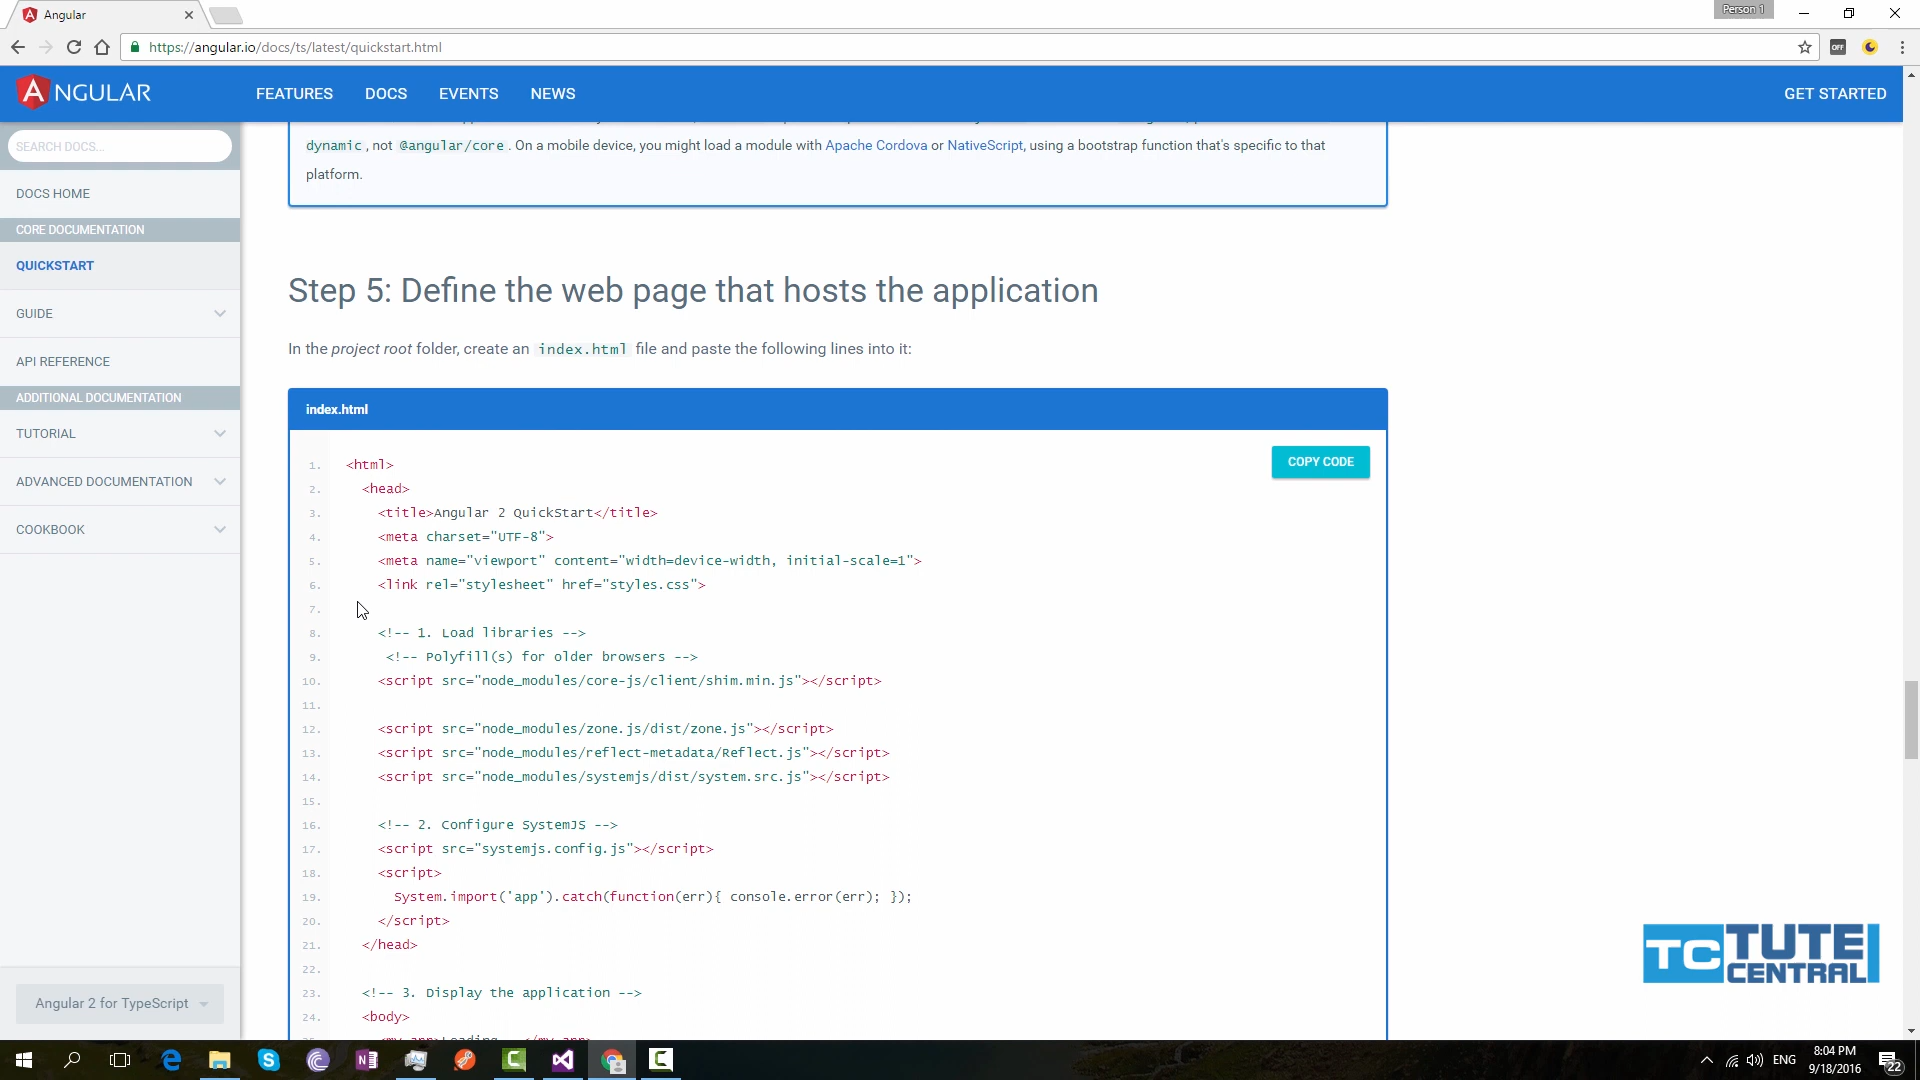 Angular
Person 1
https://angular.io/docs/ts/latest/quickstart.html
OFF
ANGULAR
FEATURES
DOCS
EVENTS
NEWS
GET STARTED
SEARCH DOCS...
DOCS HOME
CORE DOCUMENTATION
QUICKSTART
GUIDE
API REFERENCE
ADDITIONAL DOCUMENTATION
TUTORIAL
ADVANCED DOCUMENTATION
COOKBOOK
Angular 2 for TypeScript
dynamic, not @angular/core. On a mobile device, you might load a module with Apache Cordova or NativeScript, using a bootstrap function that's specific to that
platform.
Step 5: Define the web page that hosts the application
In the project root folder, create an index.html file and paste the following lines into it:
index.html
COPY CODE
1. <html>
2. <head>
3. <title>Angular 2 QuickStart</title>
4. <meta charset="UTF-8">
5. <meta name="viewport" content="width=device-width, initial-scale=1">
6. <link rel="stylesheet" href="styles.css">
7.
8. <!-- 1. Load libraries -->
9. <!-- Polyfill(s) for older browsers -->
10. <script src="node_modules/core-js/client/shim.min.js"></script>
11.
12. <script src="node_modules/zone.js/dist/zone.js"></script>
13. <script src="node_modules/reflect-metadata/Reflect.js"></script>
14. <script src="node_modules/systemjs/dist/system.src.js"></script>
15.
16. <!-- 2. Configure SystemJS -->
17. <script src="systemjs.config.js"></script>
18. <script>
19. System.import('app').catch(function(err){ console.error(err); });
20. </script>
21. </head>
22.
23. <!-- 3. Display the application -->
24. <body>
TC TUTE
CENTRAL
ENG
8:04 PM
9/18/2016
22